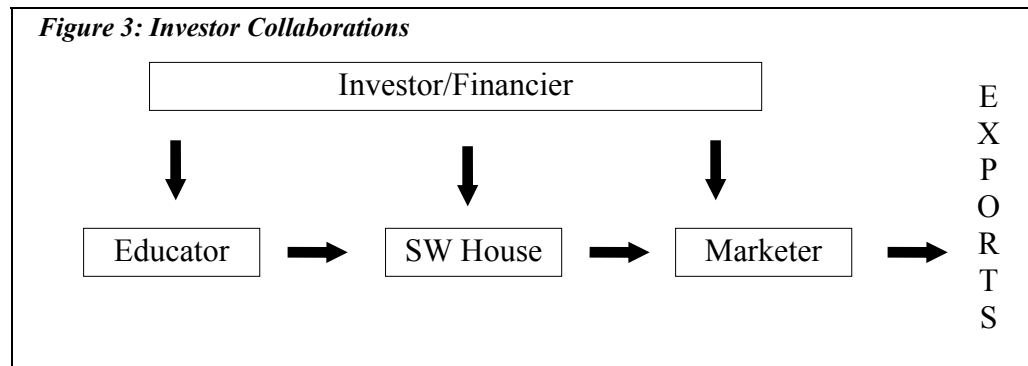 Figure 3: Investor Collaborations
Investor/Financier
Educator
SW House
Marketer
E
X
P
O
R
T
S